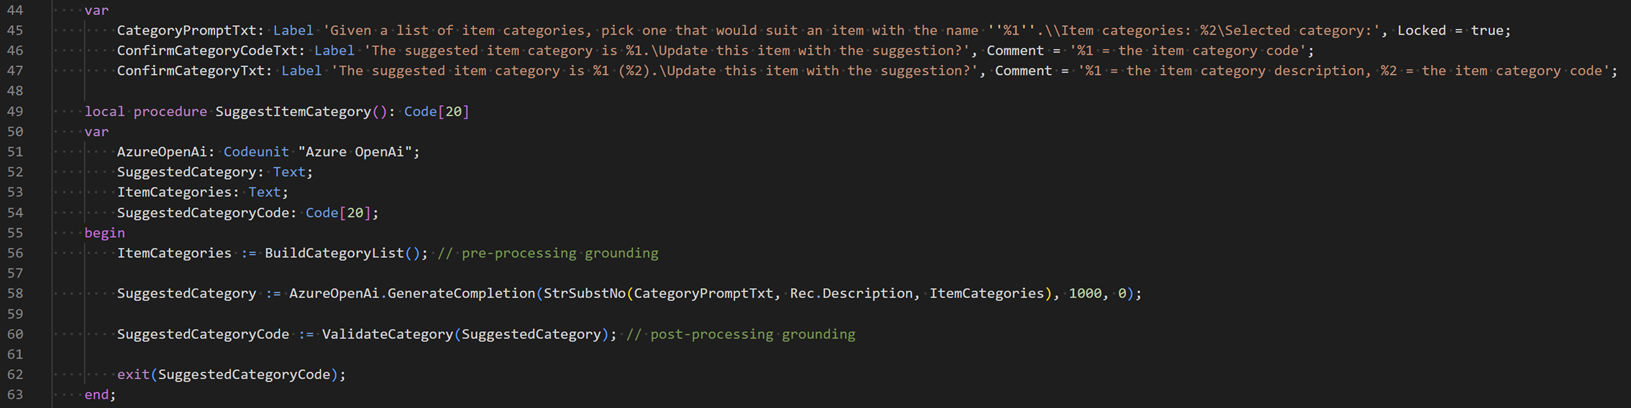 44 var
45 CategoryPromptTxt: Label 'Given a list of item categories, pick one that would suit an item with the name ''%1''.\\Item categories: %2\Selected category:', Locked = true;
46 ConfirmCategoryCodeTxt: Label 'The suggested item category is %1.\Update this item with the suggestion?', Comment = '%1 = the item category code';
47 ConfirmCategoryTxt: Label 'The suggested item category is %1 (%2).\Update this item with the suggestion?', Comment = '%1 = the item category description, %2 = the item category code';
48
49 local procedure SuggestItemCategory(): Code[20]
50 var
51 AzureOpenAi: Codeunit "Azure OpenAi";
52 SuggestedCategory: Text;
53 ItemCategories: Text;
54 SuggestedCategoryCode: Code[20];
55 begin
56 ItemCategories := BuildCategoryList(); // pre-processing grounding
57
58 SuggestedCategory := AzureOpenAi.GenerateCompletion(StrSubstNo(CategoryPromptTxt, Rec.Description, ItemCategories), 1000, 0);
59
60 SuggestedCategoryCode := ValidateCategory(SuggestedCategory); // post-processing grounding
61
62 exit(SuggestedCategoryCode);
63 end;